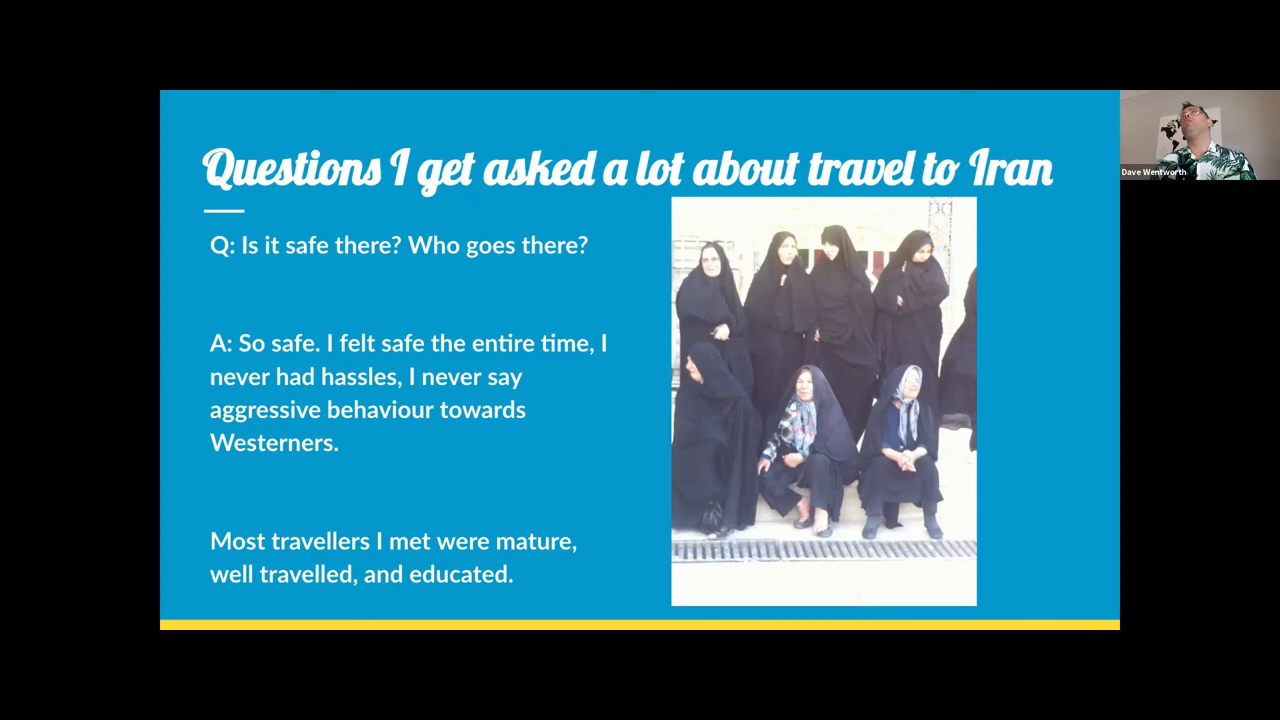 Questions I get asked a lot about travel to Iran
Q: Is it safe there? Who goes there?
A: So safe. I felt safe the entire time, I
never had hassles, I never say
aggressive behaviour towards
Westerners.
Most travellers I met were mature,
well travelled, and educated.
Dave Wentworth